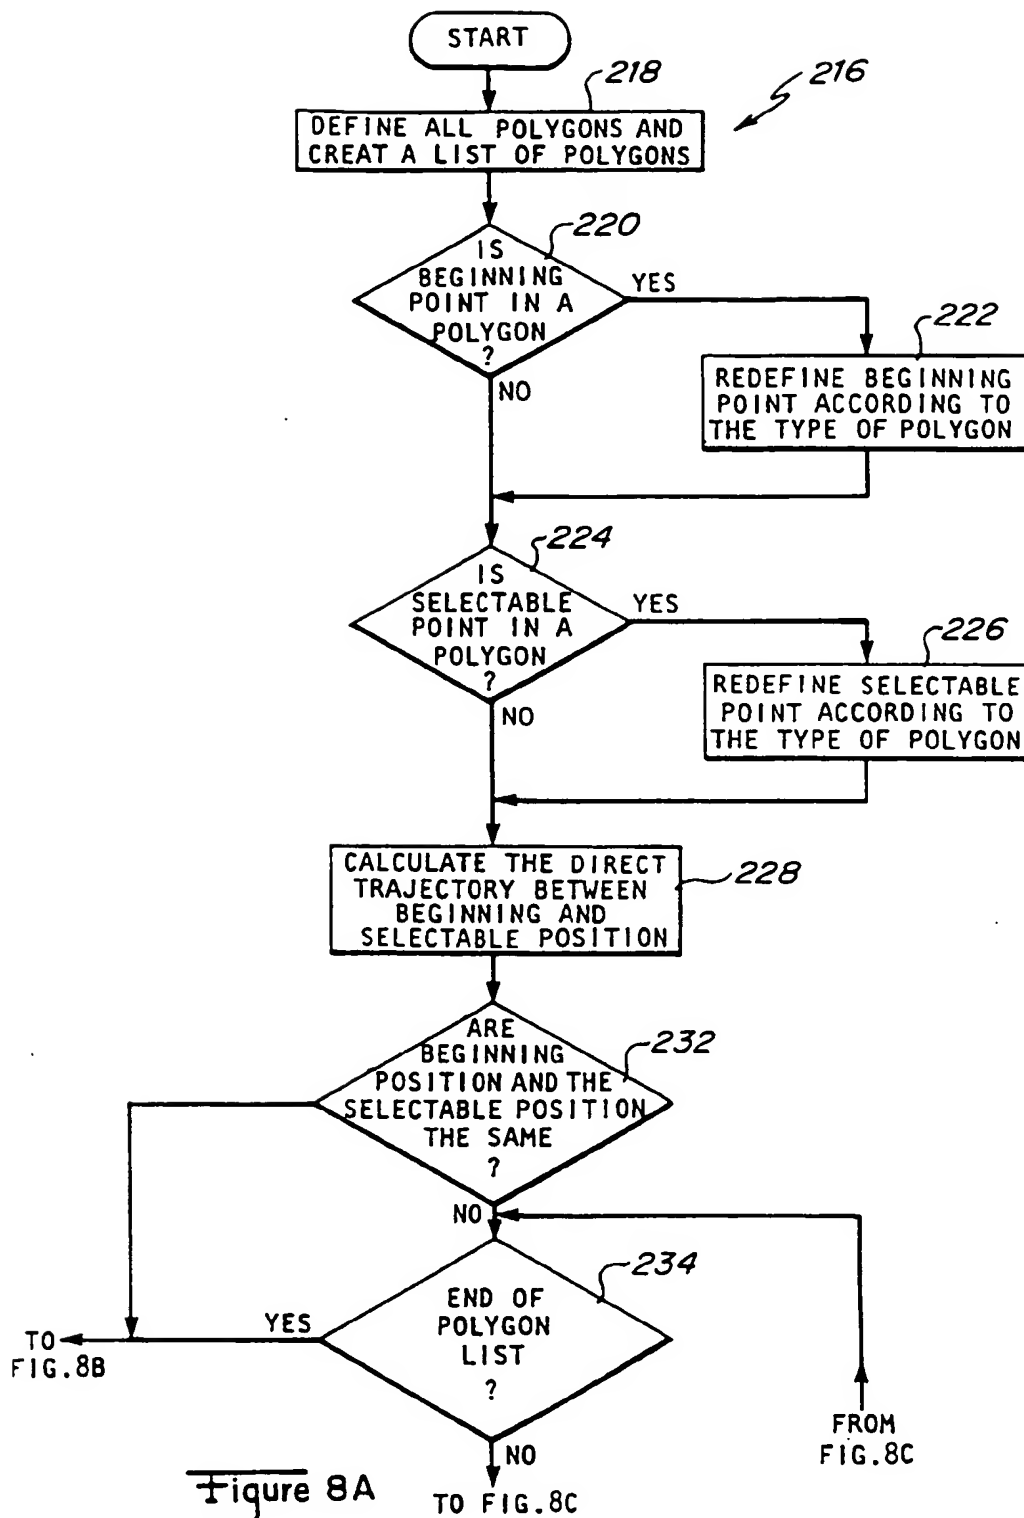 START
218
216
DEFINE ALL POLYGONS AND
CREAT A LIST OF POLYGONS
220
IS
BEGINNING
POINT IN A
POLYGON
?
YES
NO
222
REDEFINE BEGINNING
POINT ACCORDING TO
THE TYPE OF POLYGON
224
IS
SELECTABLE
POINT IN A
POLYGON
?
YES
NO
226
REDEFINE SELECTABLE
POINT ACCORDING TO
THE TYPE OF POLYGON
CALCULATE THE DIRECT
TRAJECTORY BETWEEN
BEGINNING AND
SELECTABLE POSITION
228
ARE
BEGINNING
POSITION AND THE
SELECTABLE POSITION
THE SAME
?
232
NO
234
END OF
POLYGON
LIST
?
YES
TO
FIG.8B
NO
TO FIG.8C
FROM
FIG.8C
Figure 8A